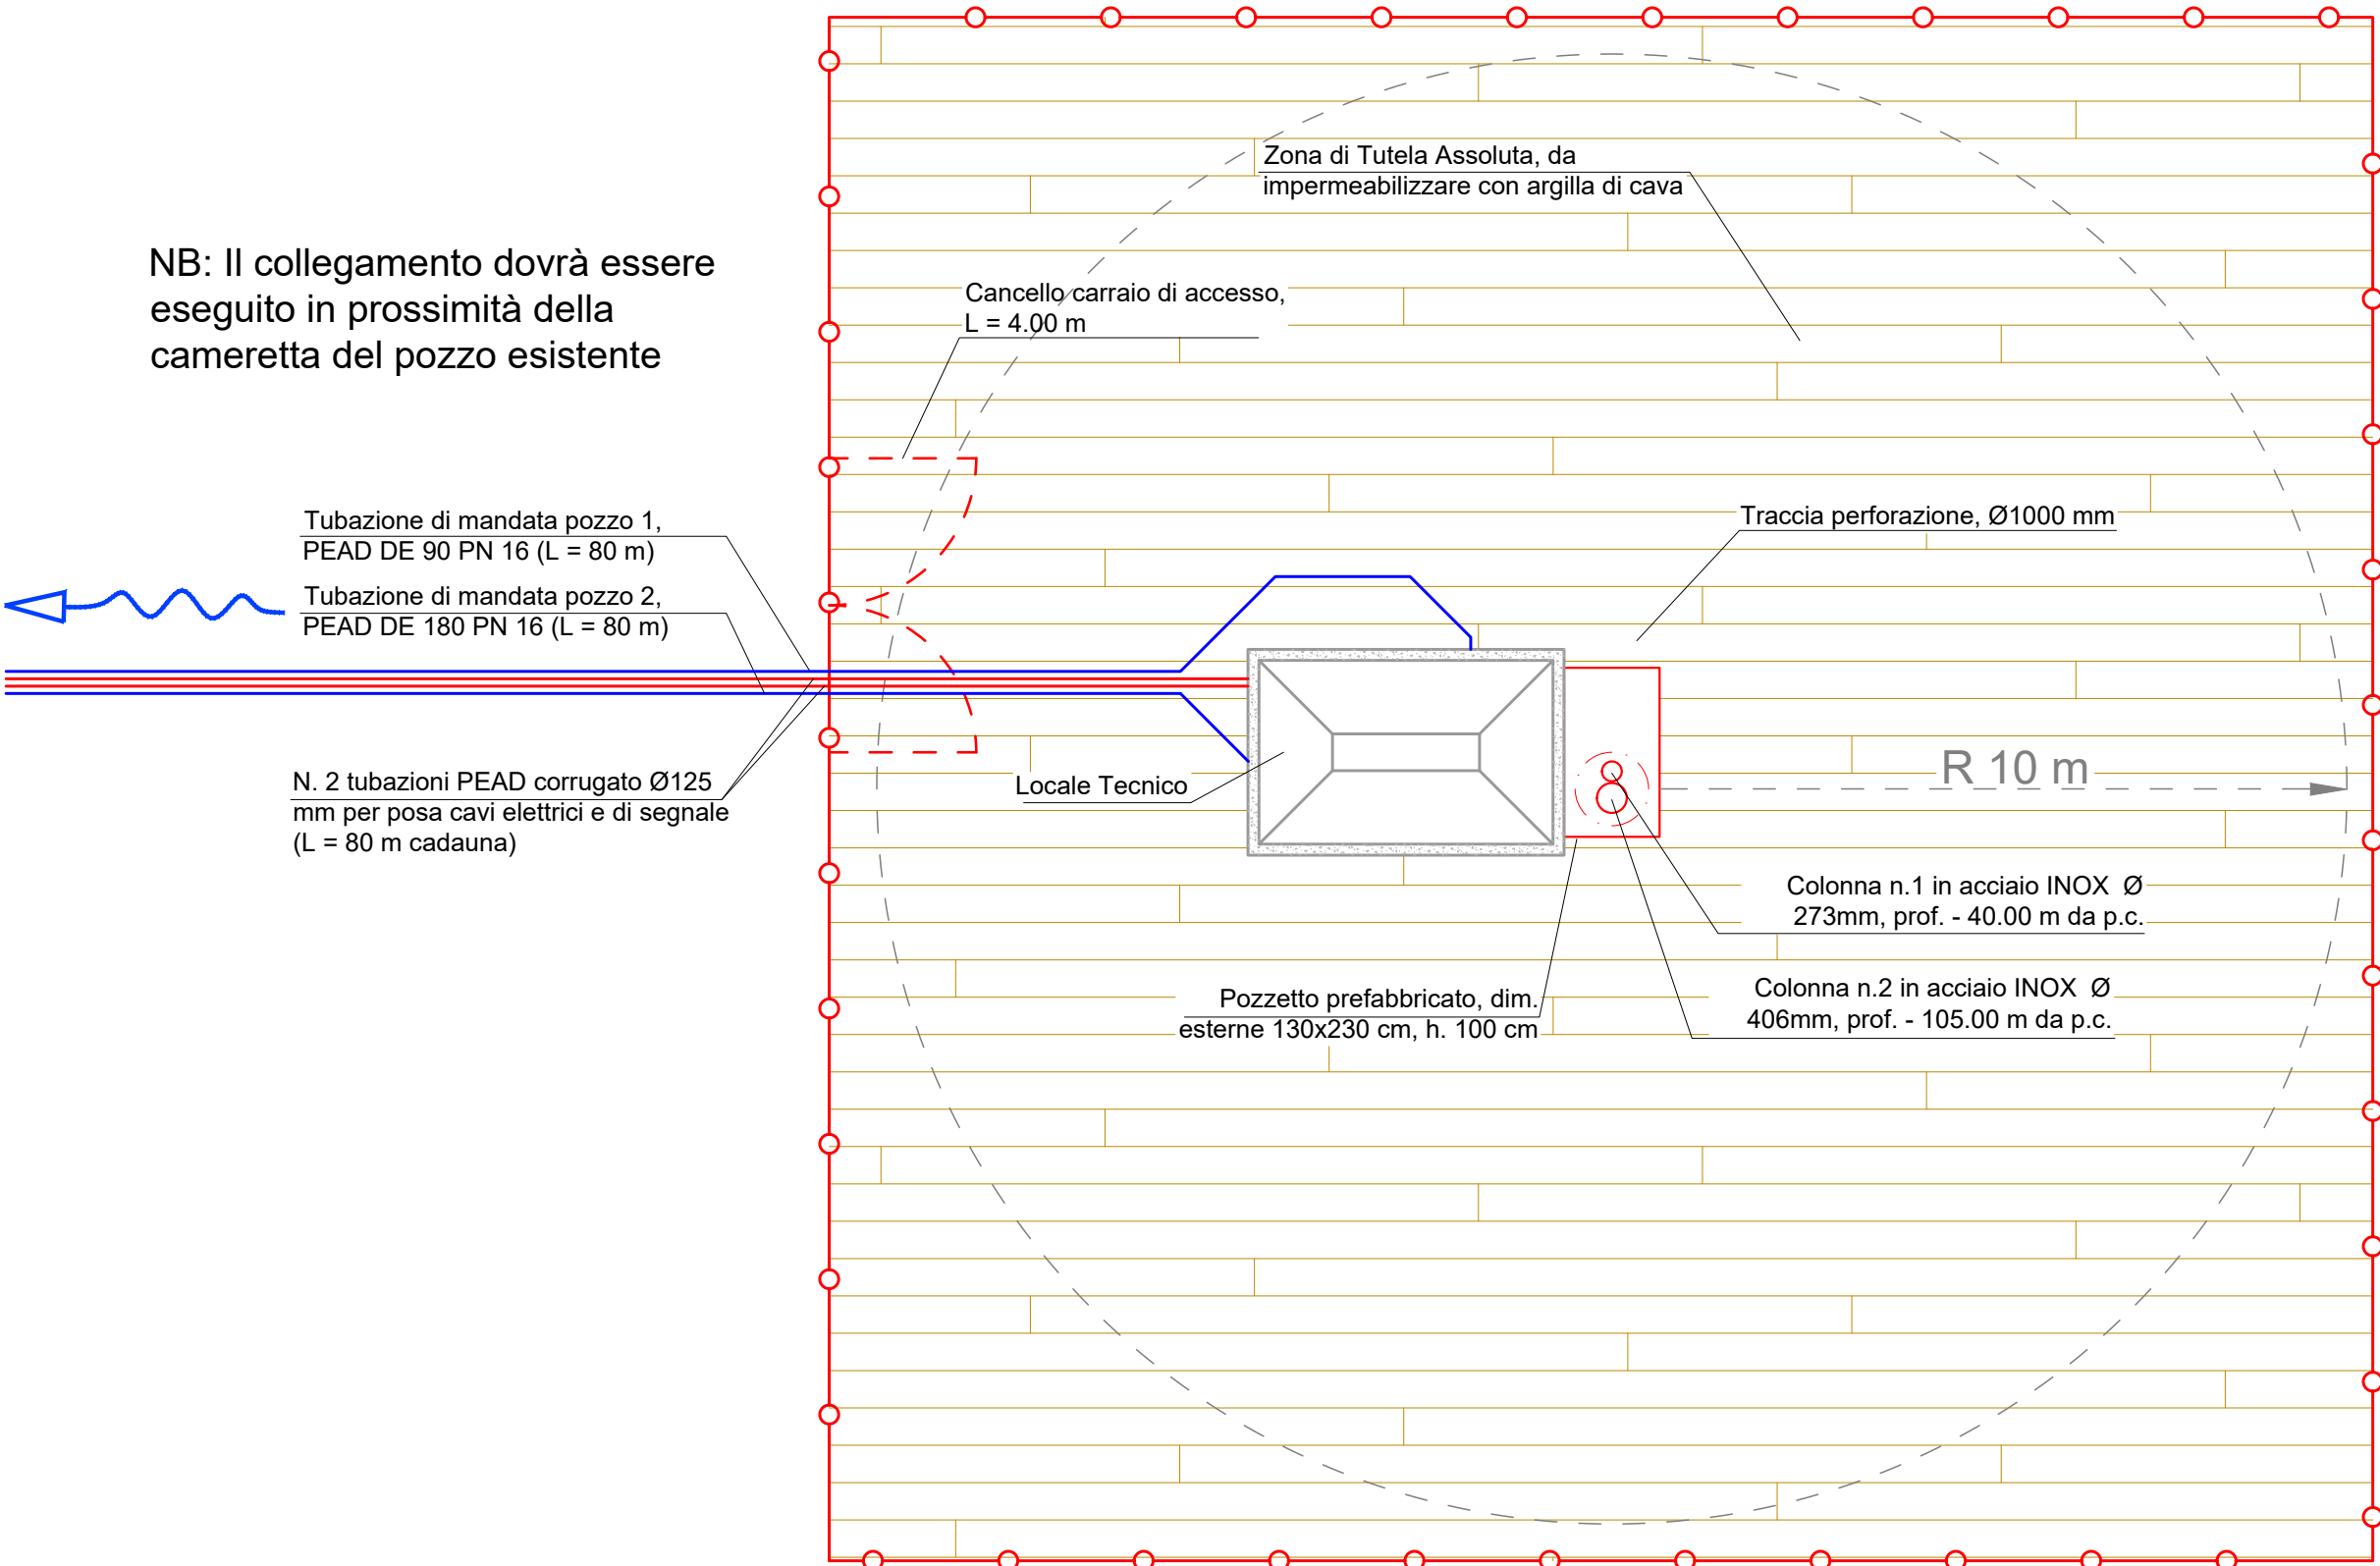 Zona di Tutela Assoluta, da
impermeabilizzare con argilla di cava
NB: Il collegamento dovrà essere
eseguito in prossimità della
cameretta del pozzo esistente
Cancello carraio di accesso,
L = 4.00 m
Tubazione di mandata pozzo 1,
PEAD DE 90 PN 16 (L = 80 m)
Tubazione di mandata pozzo 2,
PEAD DE 180 PN 16 (L = 80 m)
Traccia perforazione, Ø1000 mm
N. 2 tubazioni PEAD corrugato Ø125
mm per posa cavi elettrici e di segnale
(L = 80 m cadauna)
Locale Tecnico
R 10 m
Colonna n.1 in acciaio INOX Ø
273mm, prof. - 40.00 m da p.c.
Colonna n.2 in acciaio INOX Ø
406mm, prof. - 105.00 m da p.c.
Pozzetto prefabbricato, dim.
esterne 130x230 cm, h. 100 cm